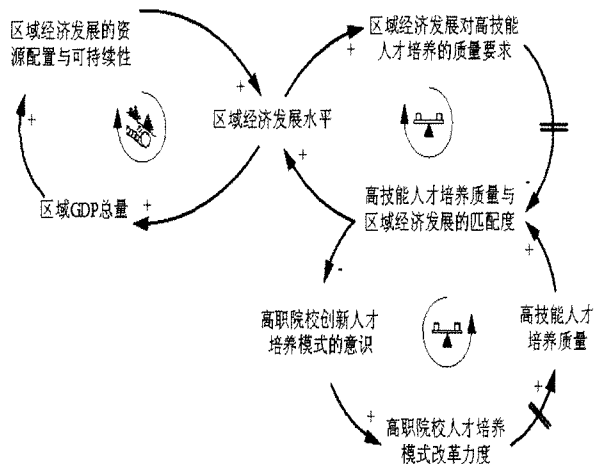 区域经济发展的资
源配置与可持续性
+
+
区域经济发展水平
+
区域GDP总量
+
区域经济发展对高技能
人才培养的质量要求
-
+
高技能人才培养质量与
区域经济发展的匹配度
-
+
高职院校创新人才
培养模式的意识
高技能人才
培养质量
+
+
高职院校人才培养
模式改革力度